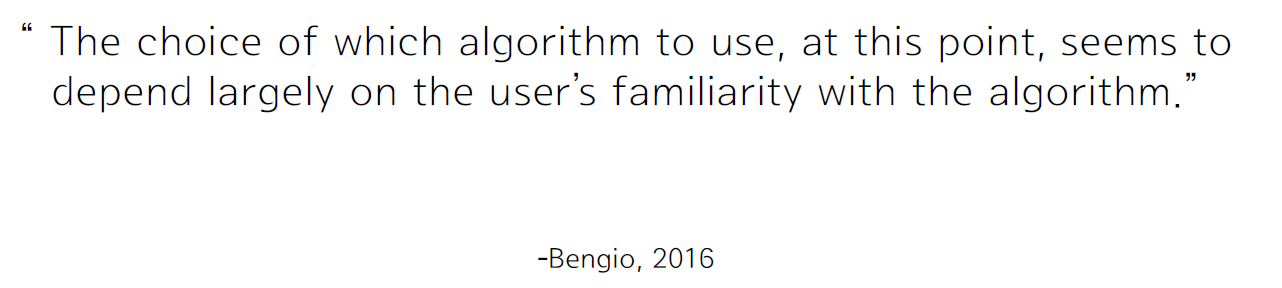 “ The choice of which algorithm to use, at this point, seems to
depend largely on the user’s familiarity with the algorithm.”
-Bengio, 2016